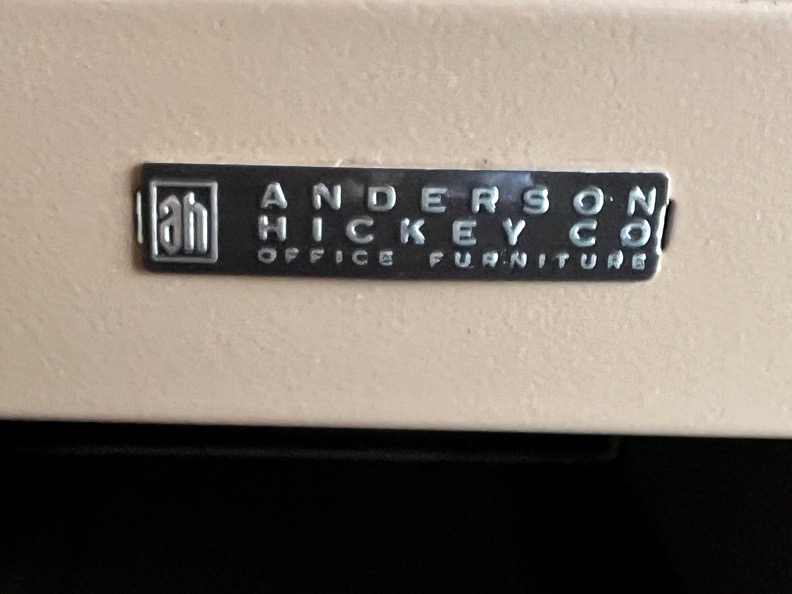 ah
ANDERSON
HICKEY CO
OFFICE FURNITURE